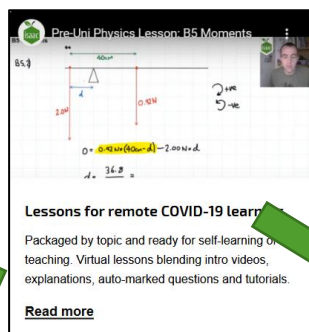 isaac Pre-Uni Physics Lesson: B5 Moments
B5.9
40cm
d
2.0N
0.92N
+ve
-ve
0 = 0.92N×(40cm-d) - 2.00N×d
d = 36.8 =
Lessons for remote COVID-19
Packaged by topic and ready for self-learning
teaching. Virtual lessons blending intro videos,
explanations, auto-marked questions and tutorials.
Read more